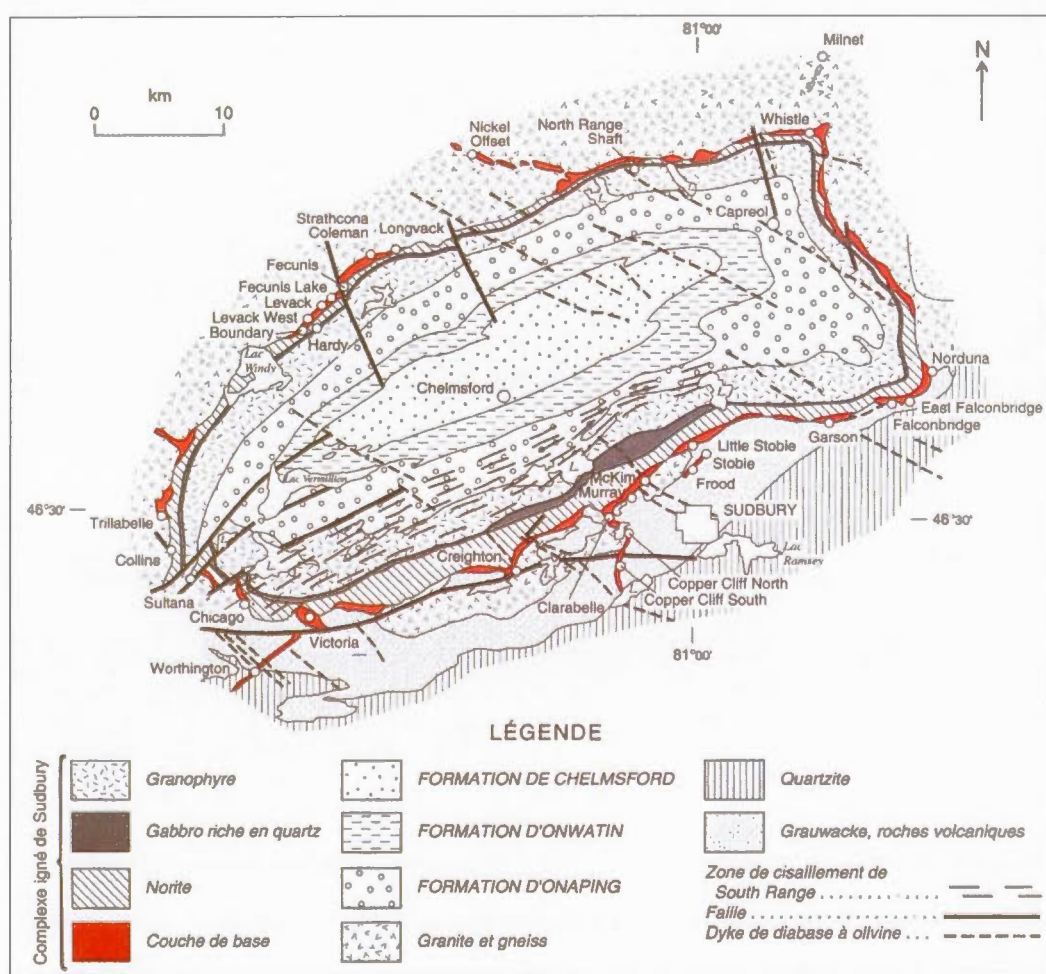 81°00'
Milnet
N
km
0 10
Nickel
Offset
North Range
Shaft
Whistle
Strathcona
Coleman
Longvack
Capreol
Fecunis
Fecunis Lake
Levack
Levack West
Boundary
Hardy
Lac
Windy
Norduna
Chelmsford
East Falconbridge
Falconbridge
Garson
Little Stobie
Stobie
Frood
McKim
Murray
Lac Vermillion
46°30'
46°30'
SUDBURY
Trillabelle
Collins
Lac
Ramsey
Creighton
Sultana
Chicago
Clarabelle
Copper Cliff North
Copper Cliff South
Victoria
81°00'
Worthington
LÉGENDE
Complexe igné de Sudbury
Granophyre
Gabbro riche en quartz
Norite
Couche de base
FORMATION DE CHELMSFORD
FORMATION D'ONWATIN
FORMATION D'ONAPING
Granite et gneiss
Quartzite
Grauwacke, roches volcaniques
Zone de cisaillement de
South Range
Faille
Dyke de diabase à olivine